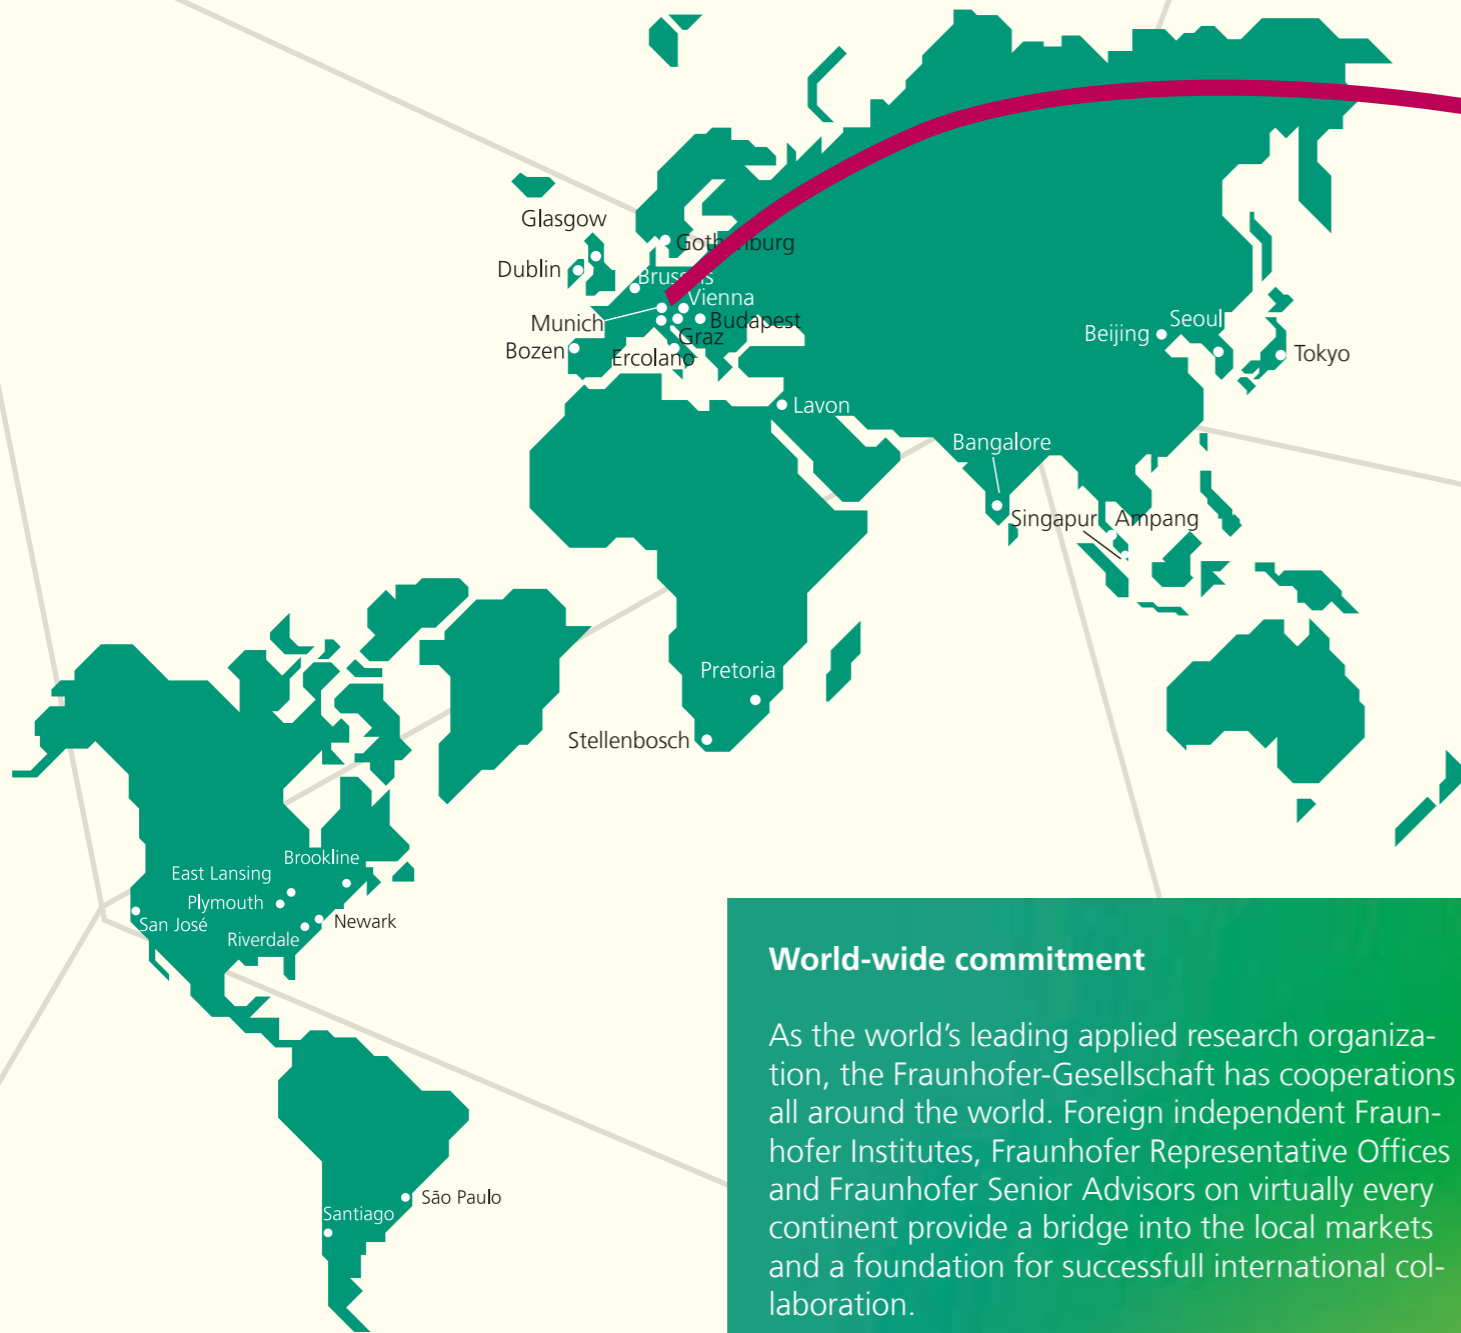 Glasgow
Gothenburg
Dublin
Brussels
Vienna
Munich
Budapest
Graz
Bozen
Ercolano
Beijing
Seoul
Tokyo
Lavon
Bangalore
Singapur
Ampang
Pretoria
Stellenbosch
Brookline
East Lansing
Plymouth
San José
Newark
Riverdale
São Paulo
Santiago
World-wide commitment
As the world’s leading applied research organiza-
tion, the Fraunhofer-Gesellschaft has cooperations
all around the world. Foreign independent Fraun-
hofer Institutes, Fraunhofer Representative Offices
and Fraunhofer Senior Advisors on virtually every
continent provide a bridge into the local markets
and a foundation for successfull international col-
laboration.